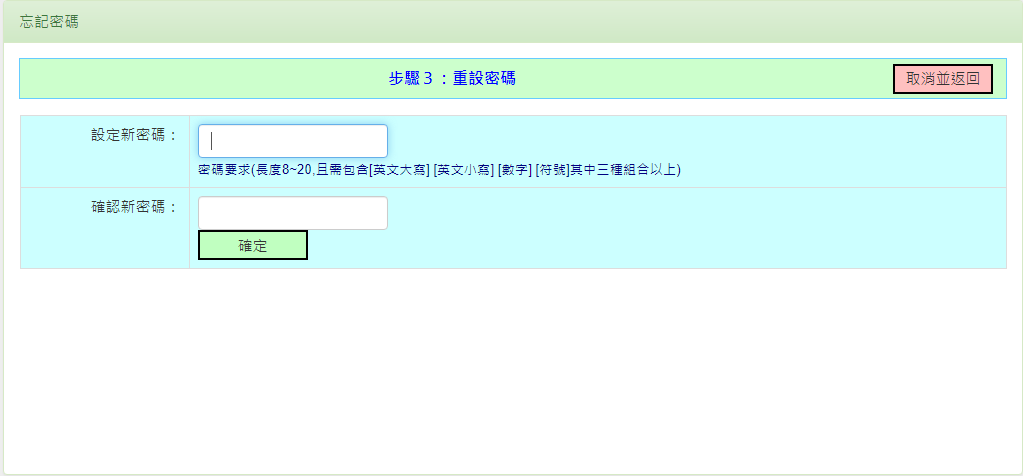 忘記密碼
步驟３：重設密碼
取消並返回
設定新密碼：
密碼要求(長度8~20,且需包含[英文大寫] [英文小寫] [數字] [符號]其中三種組合以上)
確認新密碼：
確定